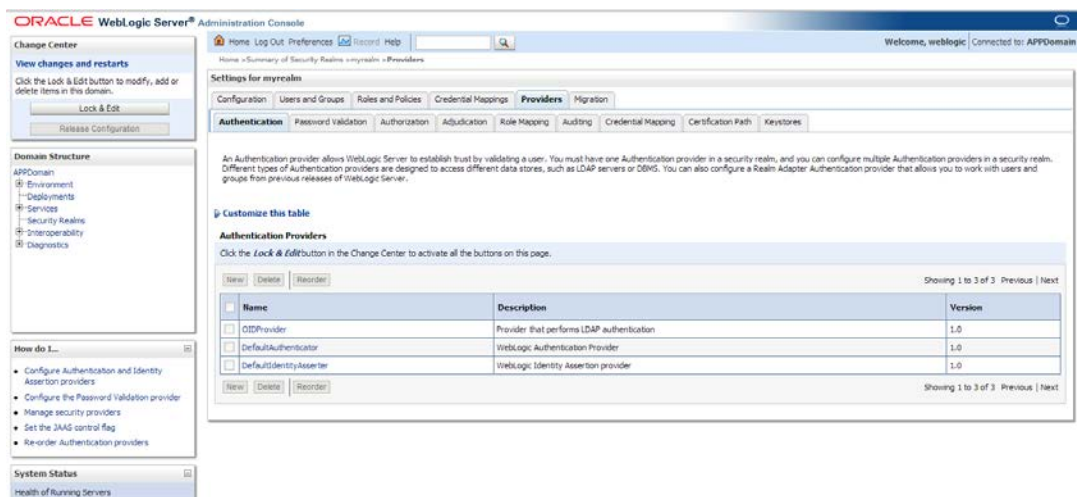 ORACLE WebLogic Server® Administration Console
Change Center
View changes and restarts
Click the Lock & Edit button to modify, add or
delete items in this domain.
Lock & Edit
Release Configuration
Domain Structure
APPDomain
Environment
Deployments
Services
Security Realms
Interoperability
Diagnostics
How do I...
Configure Authentication and Identity
Assertion providers
Configure the Password Validation provider
Manage security providers
Set the JAAS control flag
Re-order Authentication providers
System Status
Health of Running Servers
Home Log Out Preferences Record Help
Welcome, weblogic Connected to: APPDomain
Home >Summary of Security Realms >myrealm >Providers
Settings for myrealm
Configuration Users and Groups Roles and Policies Credential Mappings Providers Migration
Authentication Password Validation Authorization Adjudication Role Mapping Auditing Credential Mapping Certification Path Keystores
An Authentication provider allows WebLogic Server to establish trust by validating a user. You must have one Authentication provider in a security realm, and you can configure multiple Authentication providers in a security realm.
Different types of Authentication providers are designed to access different data stores, such as LDAP servers or DBMS. You can also configure a Realm Adapter Authentication provider that allows you to work with users and
groups from previous releases of WebLogic Server.
Customize this table
Authentication Providers
Click the Lock & Edit button in the Change Center to activate all the buttons on this page.
New Delete Reorder Showing 1 to 3 of 3 Previous | Next
Name Description Version
OIDProvider Provider that performs LDAP authentication 1.0
DefaultAuthenticator WebLogic Authentication Provider 1.0
DefaultIdentityAsserter WebLogic Identity Assertion provider 1.0
New Delete Reorder Showing 1 to 3 of 3 Previous | Next